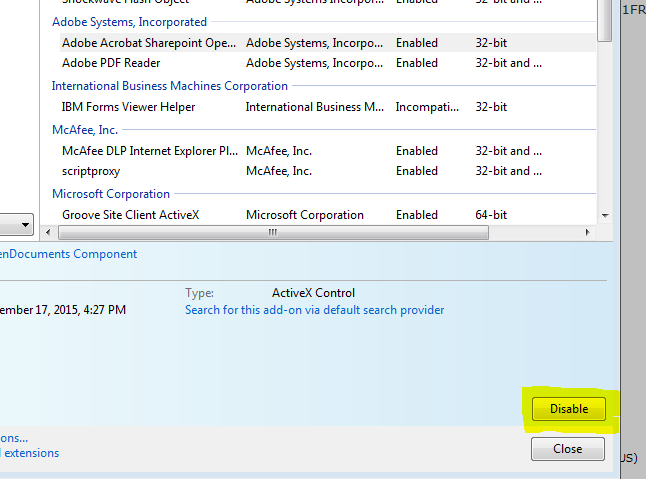 Shockwave Flash Object Enabled 32-bit and ...
1FR
Adobe Systems, Incorporated
Adobe Acrobat Sharepoint Ope... Adobe Systems, Incorpo... Enabled 32-bit
Adobe PDF Reader Adobe Systems, Incorpo... Enabled 32-bit and ...
International Business Machines Corporation
IBM Forms Viewer Helper International Business M... Incompati... 32-bit
McAfee, Inc.
McAfee DLP Internet Explorer Pl... McAfee, Inc. Enabled 32-bit and ...
scriptproxy McAfee, Inc. Enabled 32-bit and ...
Microsoft Corporation
Groove Site Client ActiveX Microsoft Corporation Enabled 64-bit
enDocuments Component
ember 17, 2015, 4:27 PM
Type: ActiveX Control
Search for this add-on via default search provider
Disable
ons...
l extensions
Close
US)